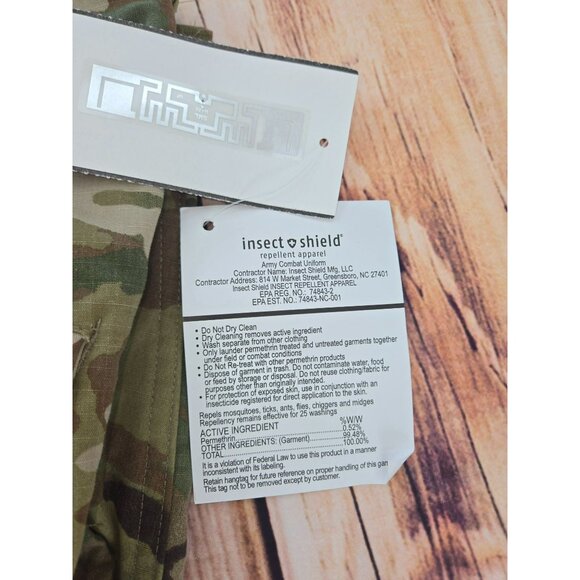 insect shield®
repellent apparel
Army Combat Uniform
Contractor Name: Insect Shield Mfg, LLC
Contractor Address: 814 W Market Street, Greensboro, NC 27401
Insect Shield INSECT REPELLENT APPAREL
EPA REG. NO.: 74843-2
EPA EST. NO.: 74843-NC-001
• Do Not Dry Clean
• Dry Cleaning removes active ingredient
• Wash separate from other clothing
• Only launder permethrin treated and untreated garments together
under field or combat conditions
• Do Not Re-treat with other permethrin products
• Dispose of garment in trash. Do not contaminate water, food
or feed by storage or disposal. Do not reuse clothing/fabric for
purposes other than originally intended.
• For protection of exposed skin, use in conjunction with an
insecticide registered for direct application to the skin.
Repels mosquitoes, ticks, ants, flies, chiggers and midges
Repellency remains effective for 25 washings
ACTIVE INGREDIENT %W/W
Permethrin 0.52%
OTHER INGREDIENTS: (Garment) 99.48%
TOTAL 100.00%
It is a violation of Federal Law to use this product in a manner
inconsistent with its labeling.
Retain hangtag for future reference on proper handling of this gan
This tag not to be removed except by customer.